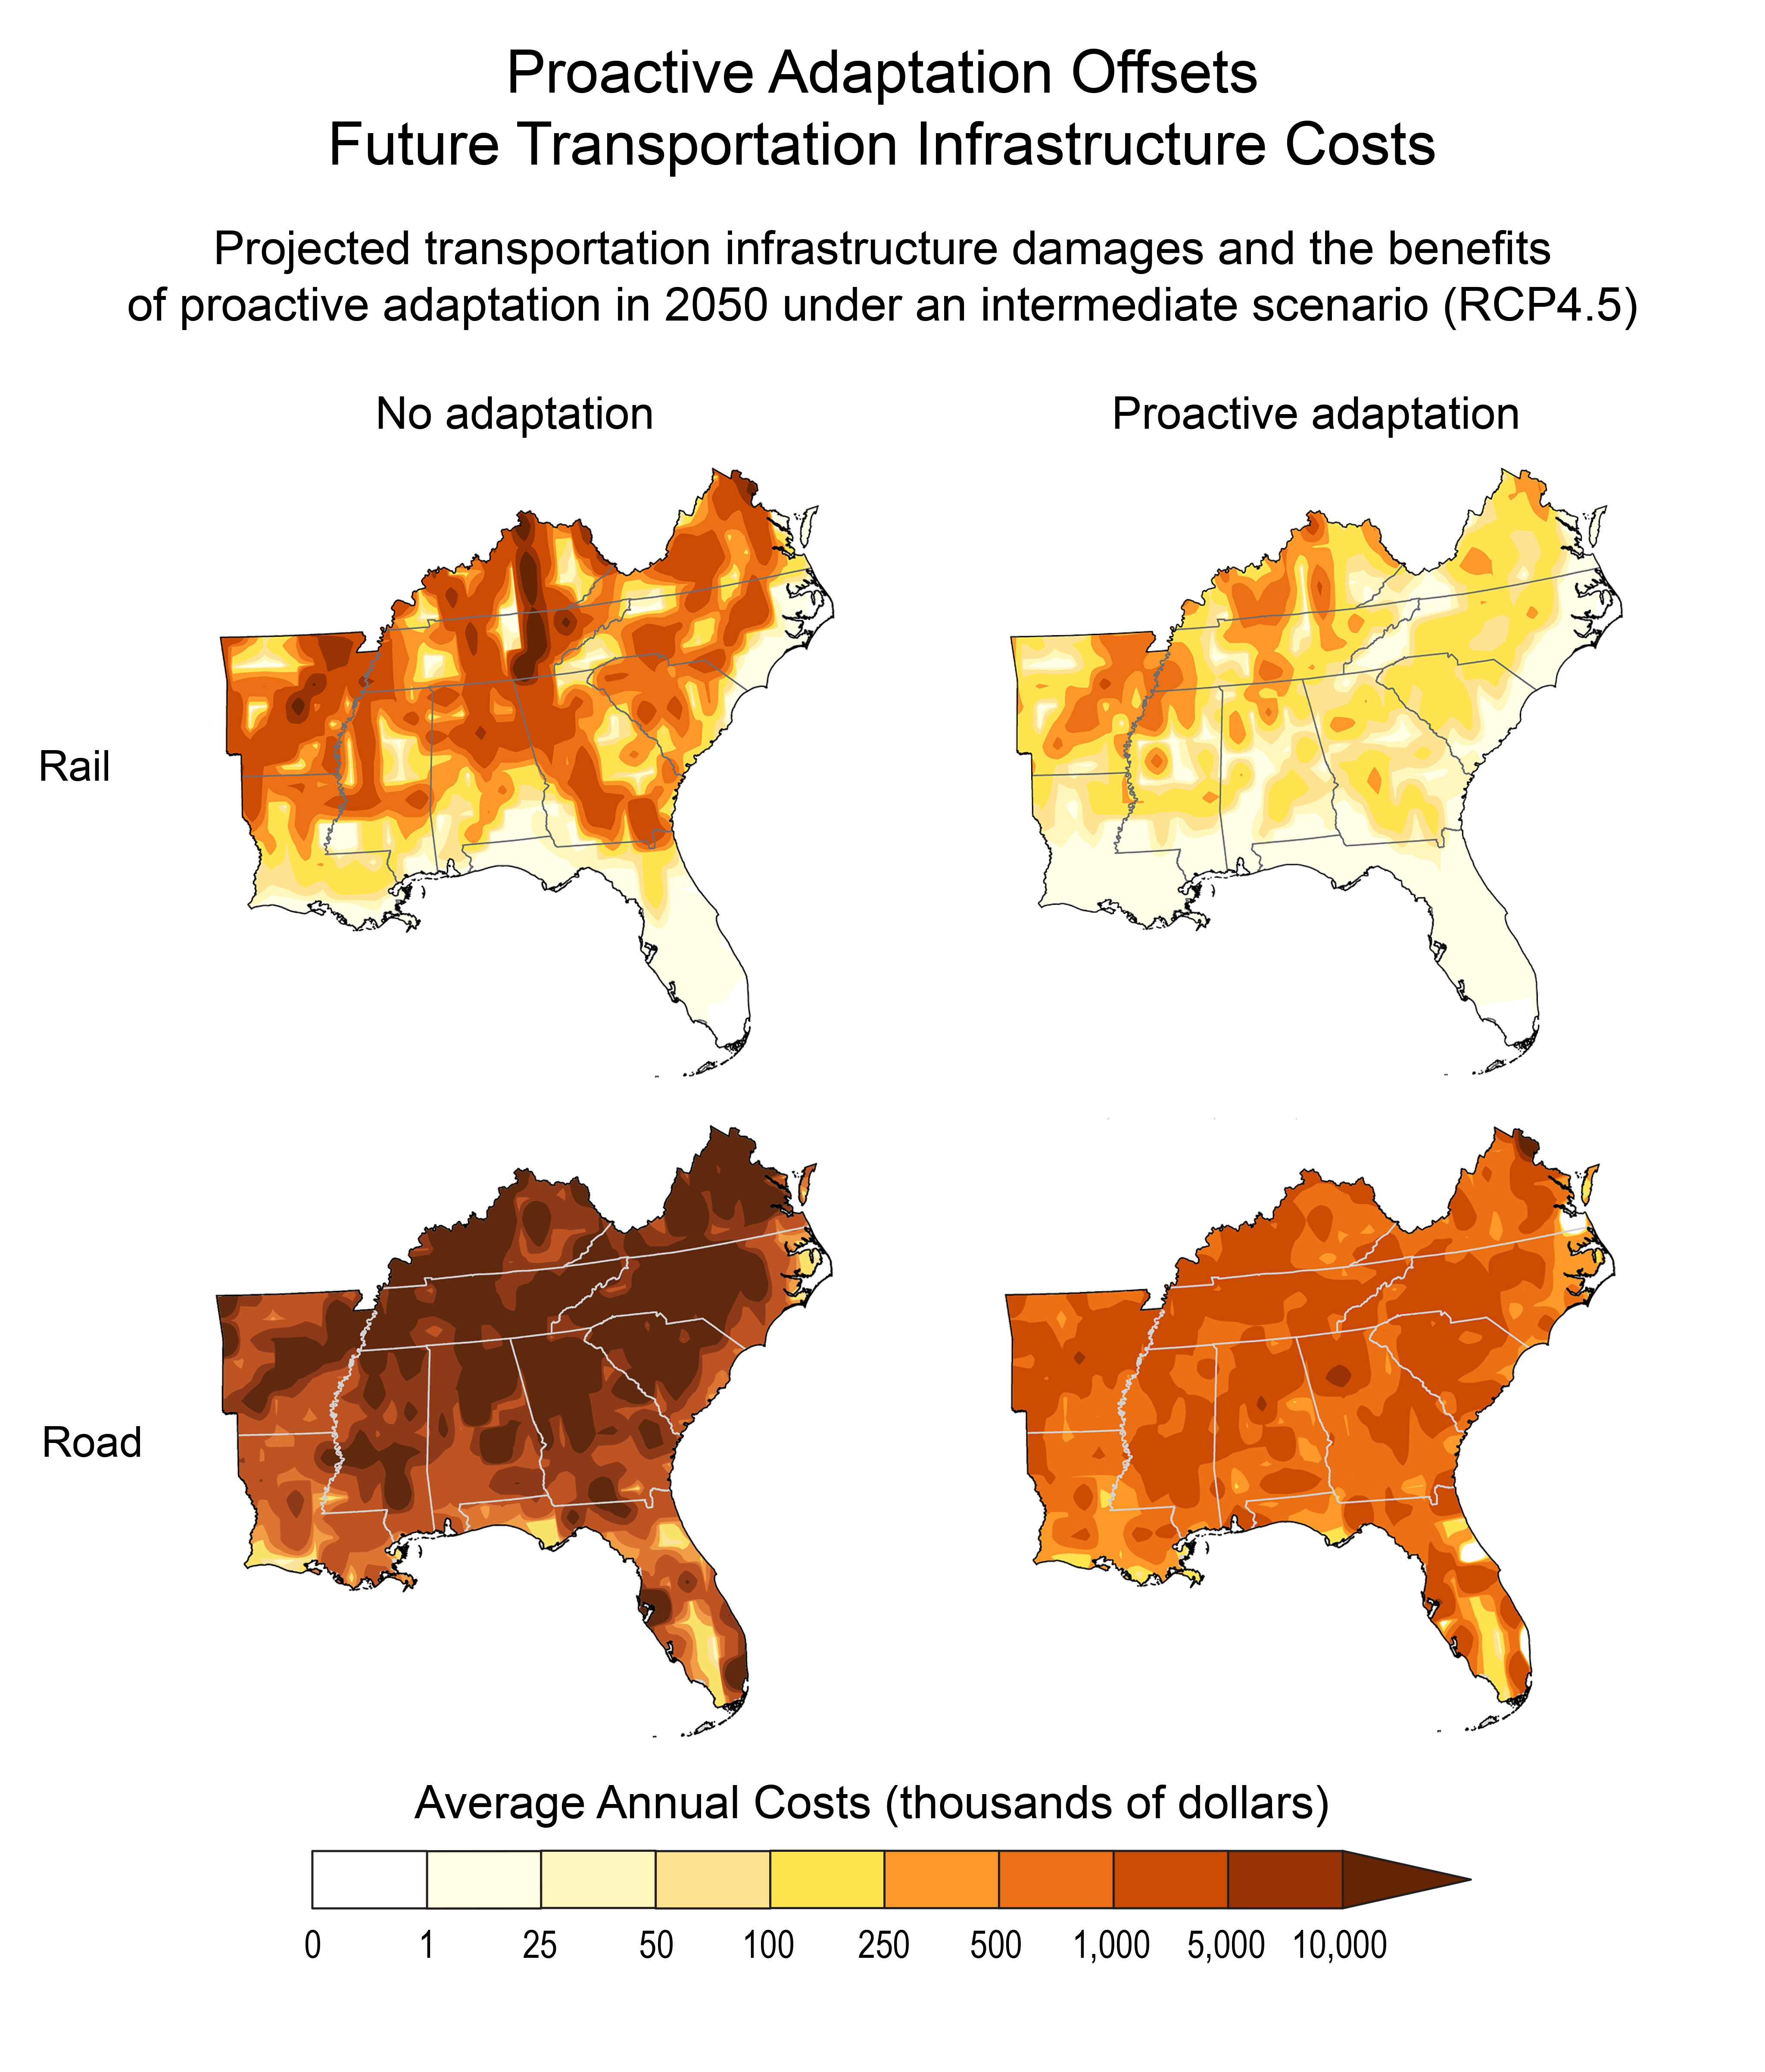 Proactive Adaptation Offsets
Future Transportation Infrastructure Costs
Projected transportation infrastructure damages and the benefits
of proactive adaptation in 2050 under an intermediate scenario (RCP4.5)
No adaptation
Proactive adaptation
Rail
Road
Average Annual Costs (thousands of dollars)
0 1 25 50 100 250 500 1,000 5,000 10,000